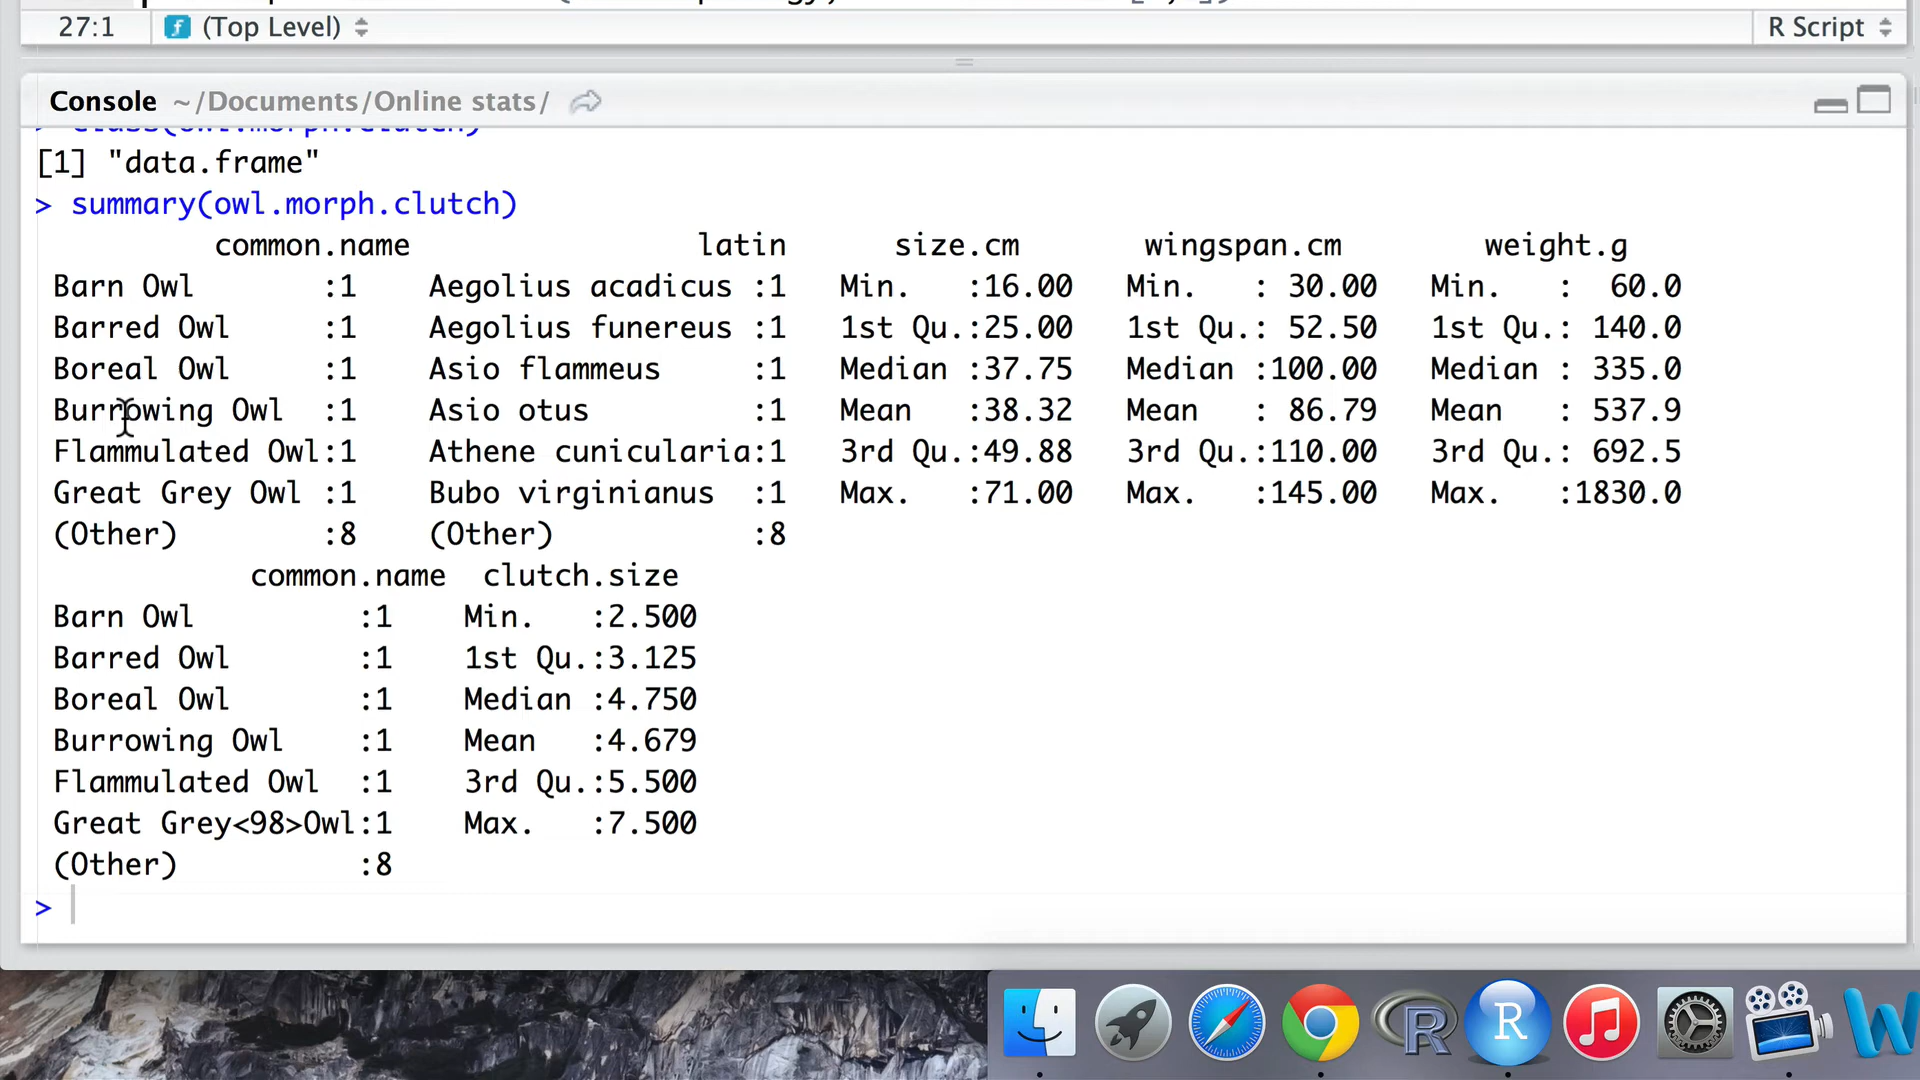 27:1 (Top Level) R Script
Console ~/Documents/Online stats/
> class(owl.morph.clutch)
[1] "data.frame"
> summary(owl.morph.clutch)
common.name latin size.cm wingspan.cm weight.g
Barn Owl :1 Aegolius acadicus :1 Min. :16.00 Min. : 30.00 Min. : 60.0
Barred Owl :1 Aegolius funereus :1 1st Qu.:25.00 1st Qu.: 52.50 1st Qu.: 140.0
Boreal Owl :1 Asio flammeus :1 Median :37.75 Median :100.00 Median : 335.0
Burrowing Owl :1 Asio otus :1 Mean :38.32 Mean : 86.79 Mean : 537.9
Flammulated Owl:1 Athene cunicularia:1 3rd Qu.:49.88 3rd Qu.:110.00 3rd Qu.: 692.5
Great Grey Owl :1 Bubo virginianus :1 Max. :71.00 Max. :145.00 Max. :1830.0
(Other) :8 (Other) :8
common.name clutch.size
Barn Owl :1 Min. :2.500
Barred Owl :1 1st Qu.:3.125
Boreal Owl :1 Median :4.750
Burrowing Owl :1 Mean :4.679
Flammulated Owl :1 3rd Qu.:5.500
Great Grey<98>Owl:1 Max. :7.500
(Other) :8
>
R R W